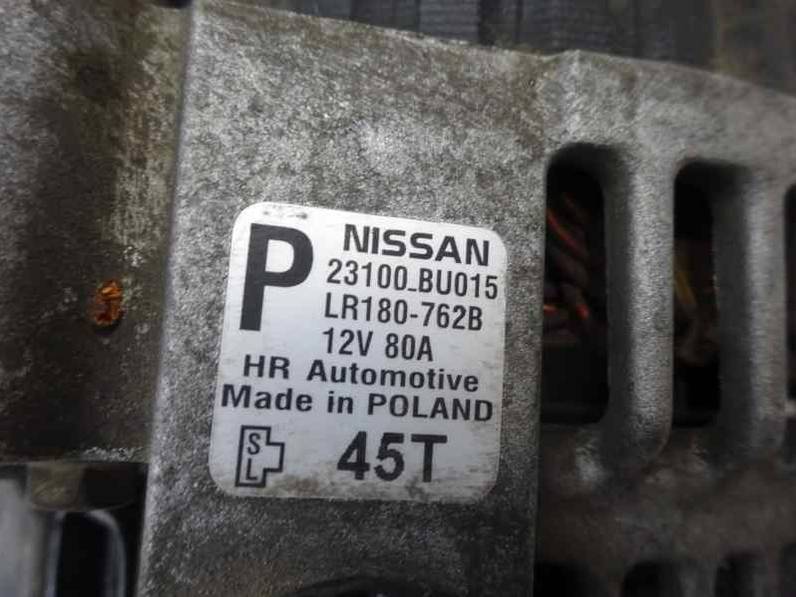 P NISSAN
23100_BU015
LR180-762B
12V 80A
HR Automotive
Made in POLAND
S
L
45T